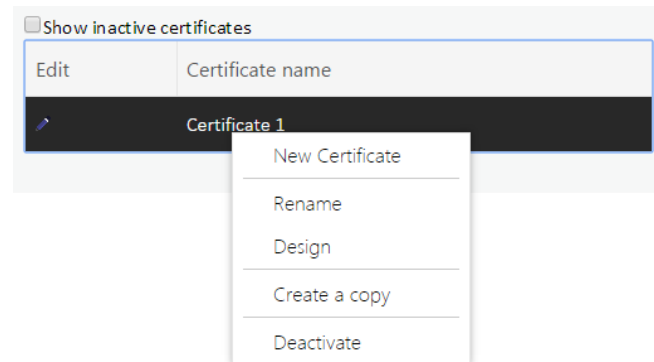 Show inactive certificates
Edit Certificate name
Certificate 1
New Certificate
Rename
Design
Create a copy
Deactivate